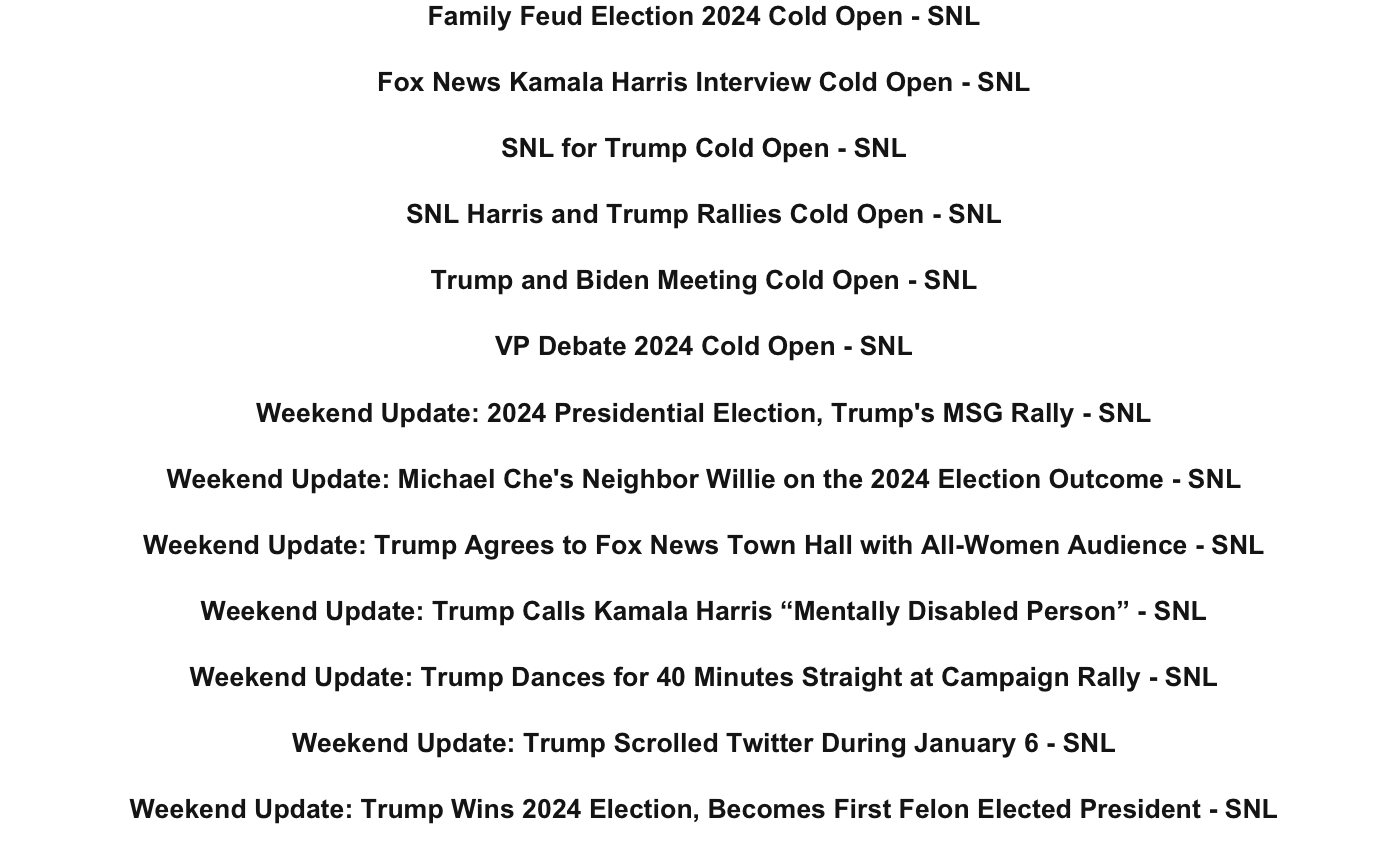 Family Feud Election 2024 Cold Open - SNL
Fox News Kamala Harris Interview Cold Open - SNL
SNL for Trump Cold Open - SNL
SNL Harris and Trump Rallies Cold Open - SNL
Trump and Biden Meeting Cold Open - SNL
VP Debate 2024 Cold Open - SNL
Weekend Update: 2024 Presidential Election, Trump's MSG Rally - SNL
Weekend Update: Michael Che's Neighbor Willie on the 2024 Election Outcome - SNL
Weekend Update: Trump Agrees to Fox News Town Hall with All-Women Audience - SNL
Weekend Update: Trump Calls Kamala Harris “Mentally Disabled Person” - SNL
Weekend Update: Trump Dances for 40 Minutes Straight at Campaign Rally - SNL
Weekend Update: Trump Scrolled Twitter During January 6 - SNL
Weekend Update: Trump Wins 2024 Election, Becomes First Felon Elected President - SNL